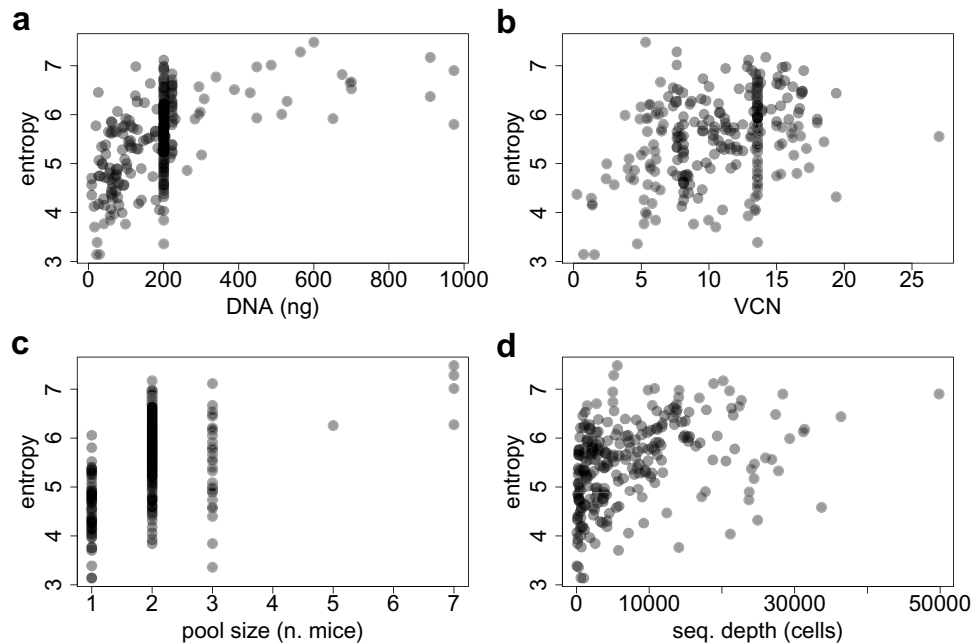 a
entropy
7
6
5
4
3
0 200 400 600 800 1000
DNA (ng)
b
entropy
7
6
5
4
3
0 5 10 15 20 25
VCN
c
entropy
7
6
5
4
3
1 2 3 4 5 6 7
pool size (n. mice)
d
entropy
7
6
5
4
3
0 10000 30000 50000
seq. depth (cells)